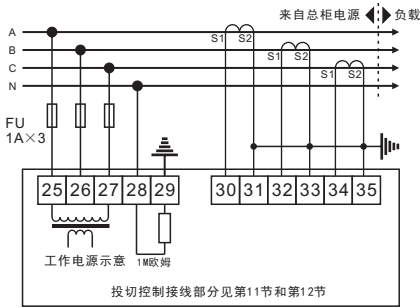 来自总柜电源 负载
A
S1 S2
B
S1 S2
C
S1 S2
N
FU
1A×3
25 26 27 28 29 30 31 32 33 34 35
工作电源示意 1M欧姆
投切控制接线部分见第11节和第12节